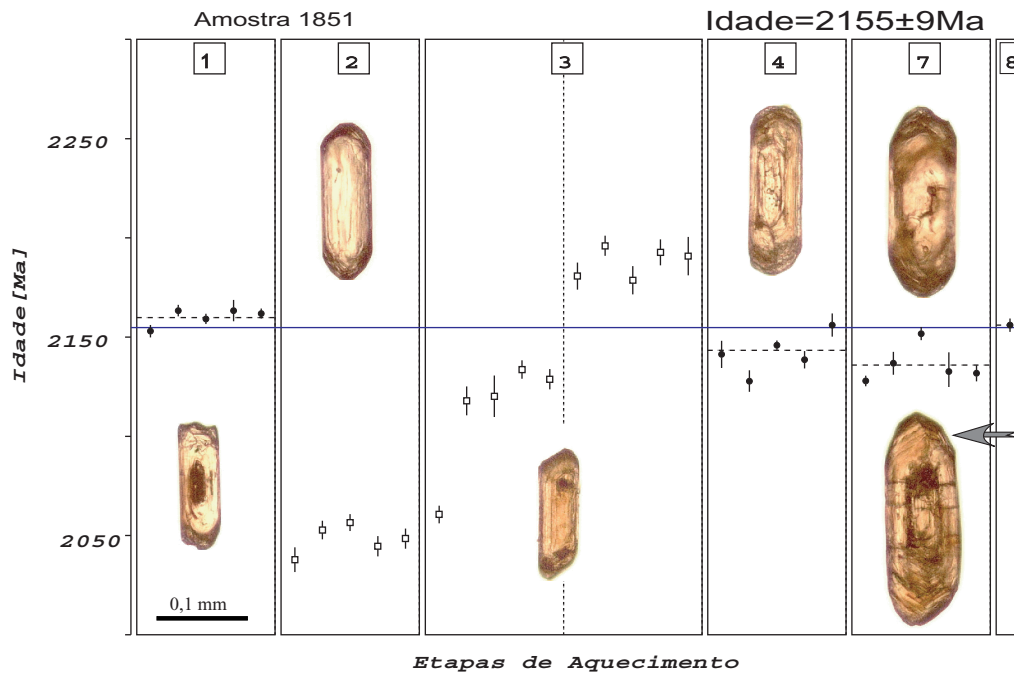 Amostra 1851
Idade=2155±9Ma
1
2
3
4
7
8
2250
2150
2050
Idade[Ma]
0,1 mm
Etapas de Aquecimento